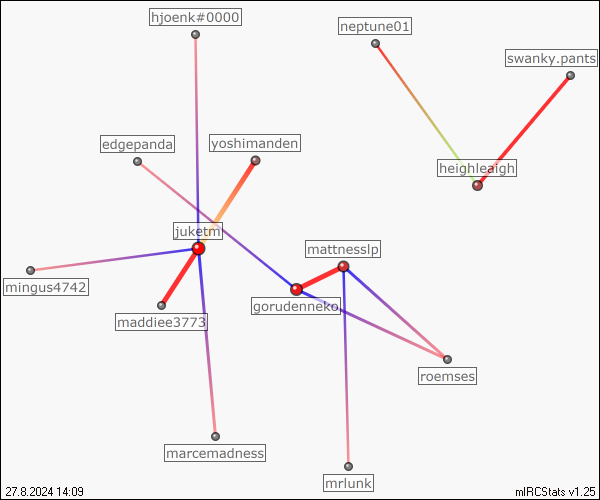 hjoenk#0000
neptune01
swanky.pants
edgepanda
yoshimanden
heighleaigh
juketm
mattnesslp
mingus4742
gorudenneko
maddiee3773
roemses
marcemadness
mrlunk
27.8.2024 14:09
mIRCStats v1.25